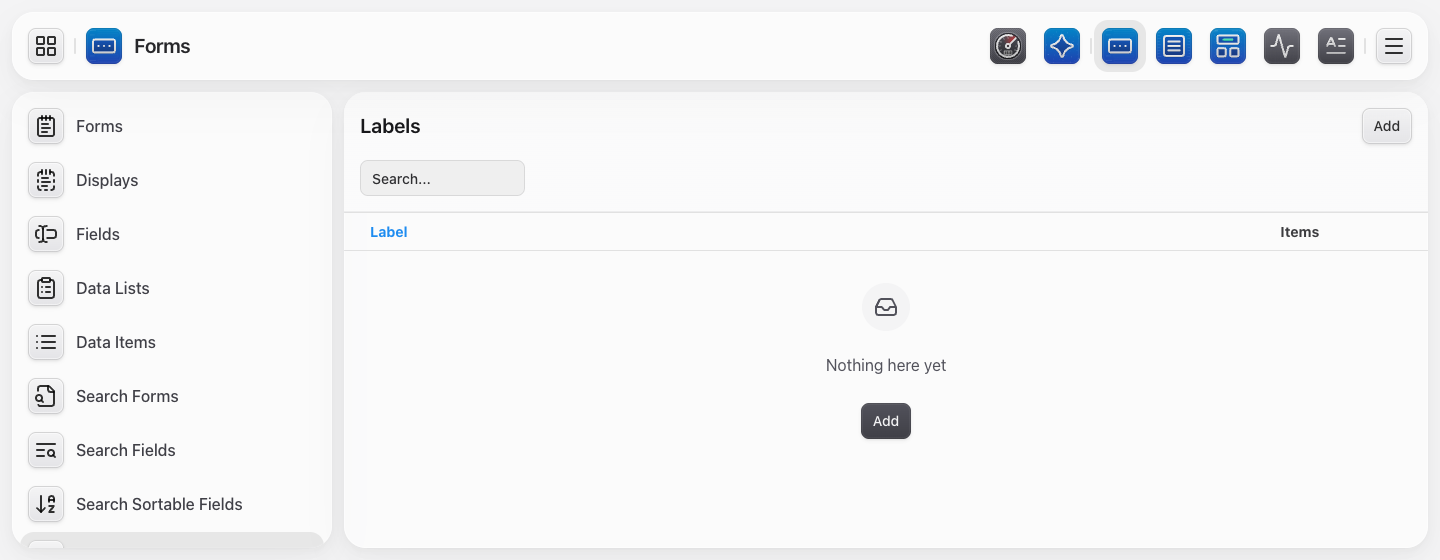 Forms
Forms
Displays
Fields
Data Lists
Data Items
Search Forms
Search Fields
Search Sortable Fields
Labels
Add
Search...
Label
Items
Nothing here yet
Add